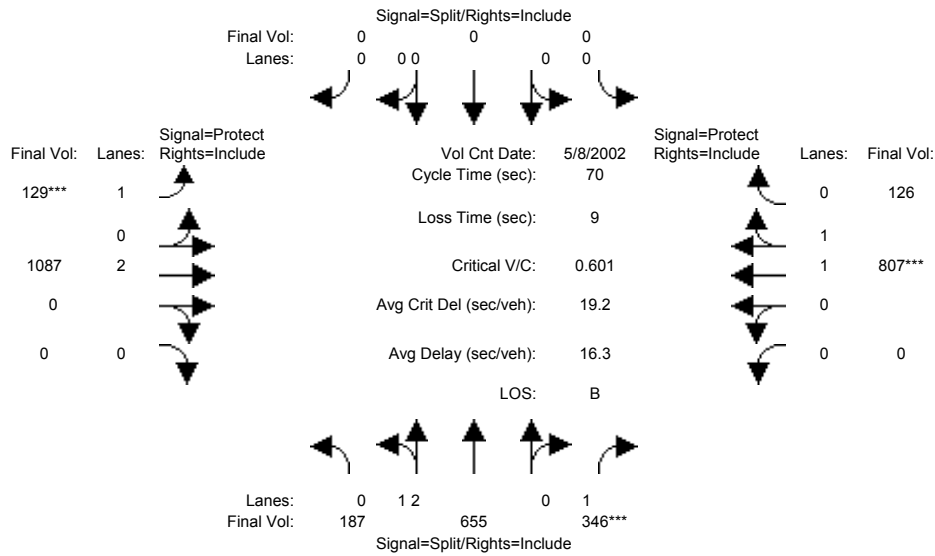 Signal=Split/Rights=Include
Final Vol: 0 0 0
Lanes: 0 0 0 0 0
Signal=Protect Signal=Protect
Final Vol: Lanes: Rights=Include Vol Cnt Date: 5/8/2002 Rights=Include Lanes: Final Vol:
Cycle Time (sec): 70
129*** 1 0 126
Loss Time (sec): 9
0 1
1087 2 Critical V/C: 0.601 1 807***
0 Avg Crit Del (sec/veh): 19.2 0
0 0 Avg Delay (sec/veh): 16.3 0 0
LOS: B
Lanes: 0 1 2 0 1
Final Vol: 187 655 346***
Signal=Split/Rights=Include